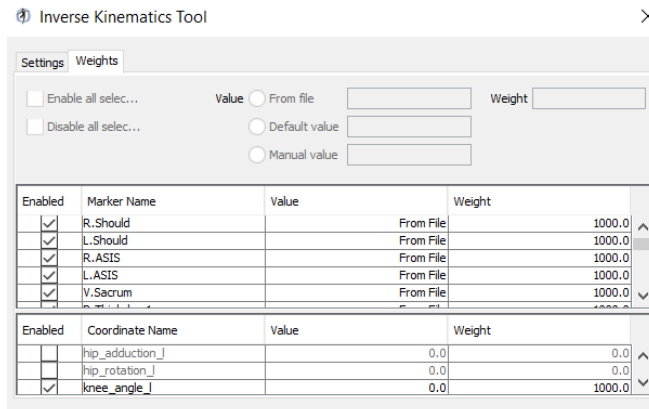 Inverse Kinematics Tool
Settings Weights
Enable all selec... Value From file Weight
Disable all selec... Default value
Manual value
Enabled Marker Name Value Weight
R.Should From File 1000.0
L.Should From File 1000.0
R.ASIS From File 1000.0
L.ASIS From File 1000.0
V.Sacrum From File 1000.0
Enabled Coordinate Name Value Weight
hip_adduction_l 0.0 0.0
hip_rotation_l 0.0 0.0
knee_angle_l 0.0 1000.0